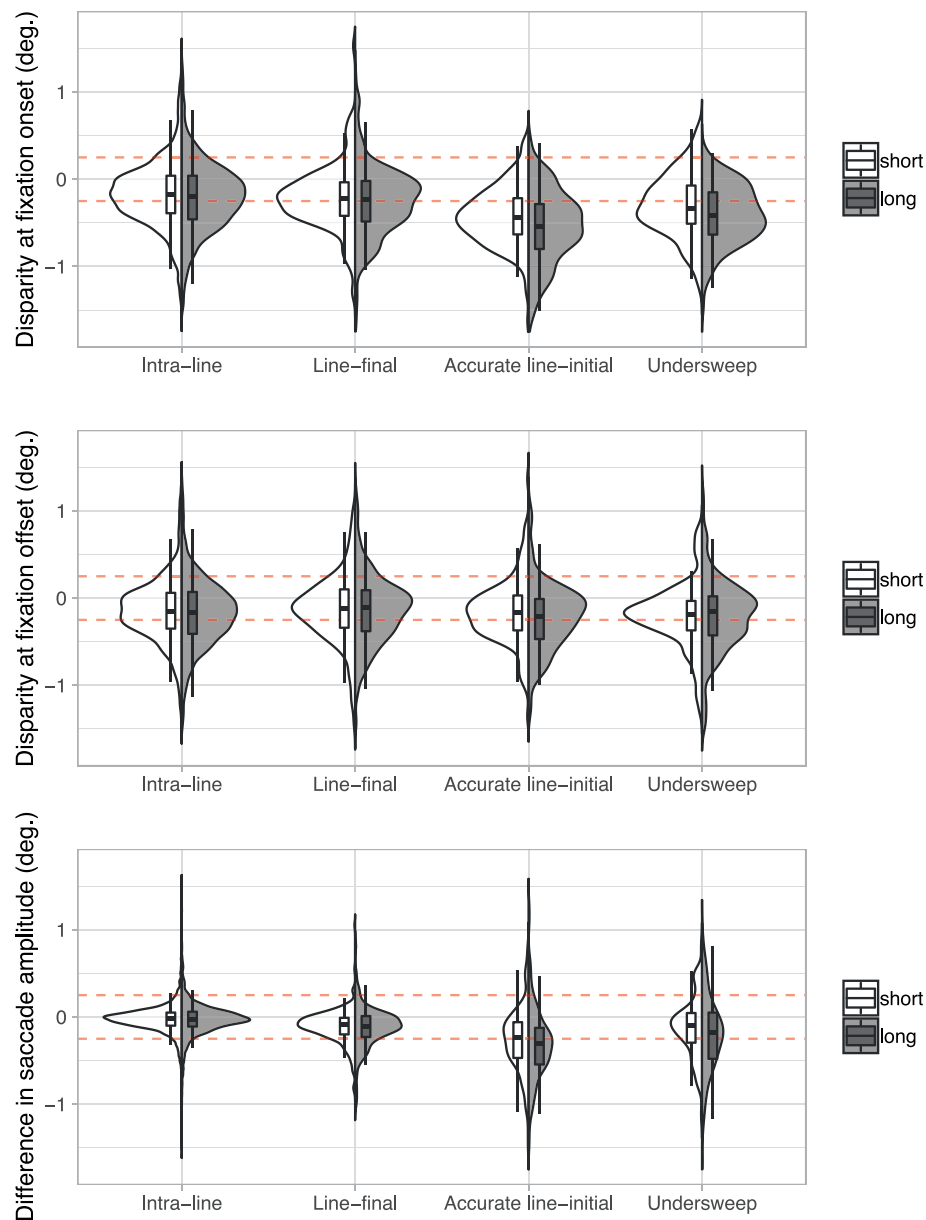 Disparity at fixation onset (deg.)
1
0
−1
Intra−line Line−final Accurate line−initial Undersweep
short
long
Disparity at fixation offset (deg.)
1
0
−1
Intra−line Line−final Accurate line−initial Undersweep
short
long
Difference in saccade amplitude (deg.)
1
0
−1
Intra−line Line−final Accurate line−initial Undersweep
short
long